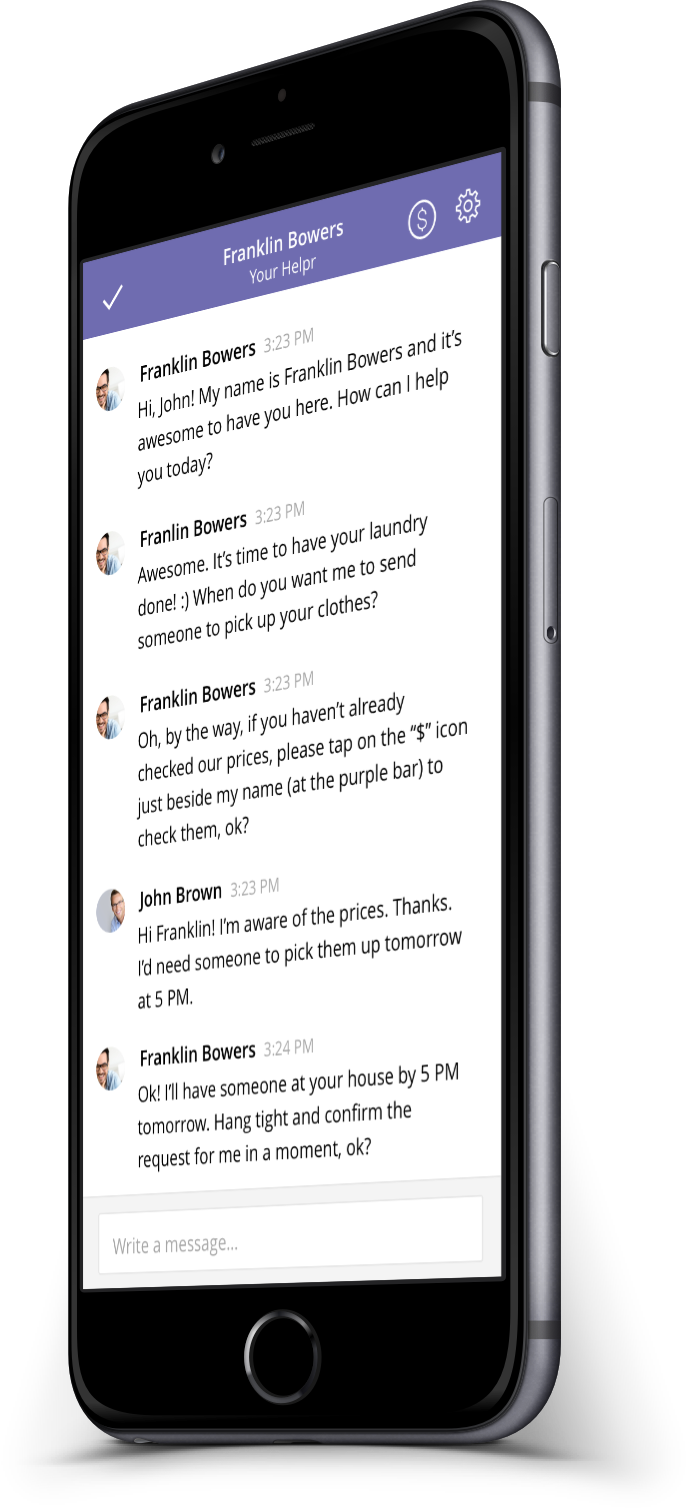 Franklin Bowers
Your Helpr
$
Franklin Bowers 3:23 PM
Hi, John! My name is Franklin Bowers and it’s
awesome to have you here. How can I help
you today?
Franlin Bowers 3:23 PM
Awesome. It’s time to have your laundry
done! :) When do you want me to send
someone to pick up your clothes?
Franklin Bowers 3:23 PM
Oh, by the way, if you haven’t already
checked our prices, please tap on the “$” icon
just beside my name (at the purple bar) to
check them, ok?
John Brown 3:23 PM
Hi Franklin! I’m aware of the prices. Thanks.
I’d need someone to pick them up tomorrow
at 5 PM.
Franklin Bowers 3:24 PM
Ok! I’ll have someone at your house by 5 PM
tomorrow. Hang tight and confirm the
request for me in a moment, ok?
Write a message...